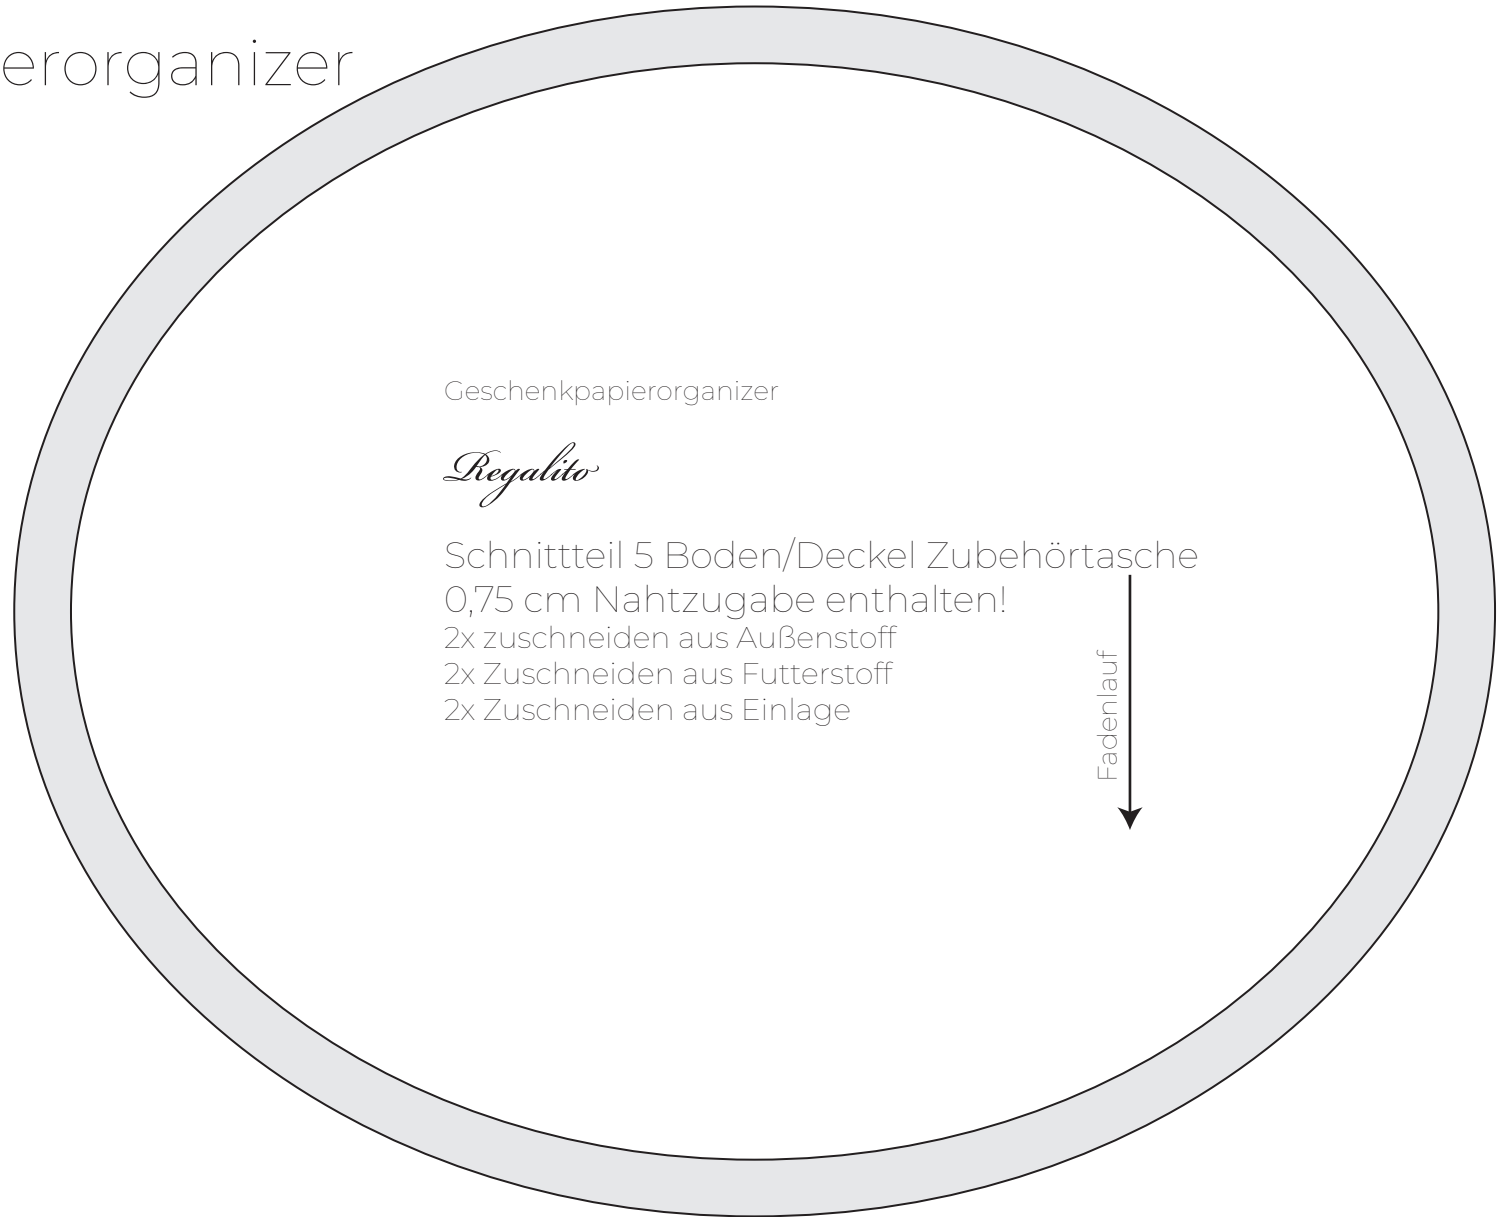 erorganizer
Geschenkpapierorganizer
Regalito
Schnittteil 5 Boden/Deckel Zubehörtasche
0,75 cm Nahtzugabe enthalten!
2x zuschneiden aus Außenstoff
2x Zuschneiden aus Futterstoff
2x Zuschneiden aus Einlage
Fadenlauf